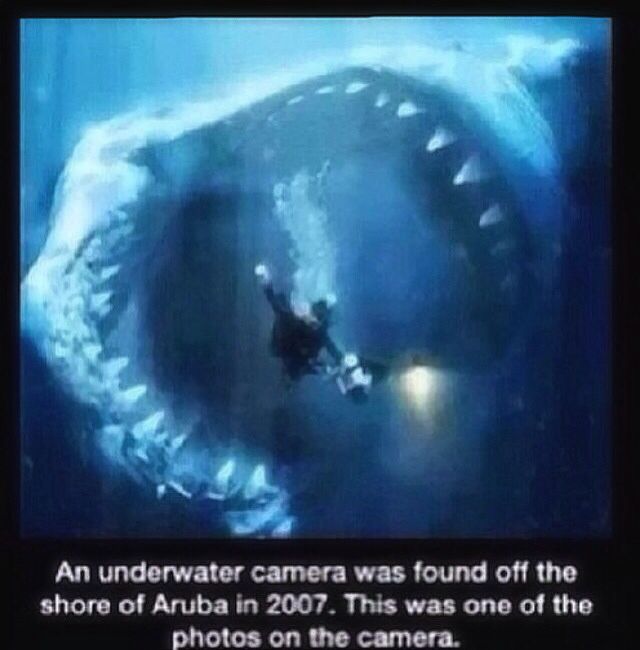 An underwater camera was found off the
shore of Aruba in 2007. This was one of the
photos on the camera.